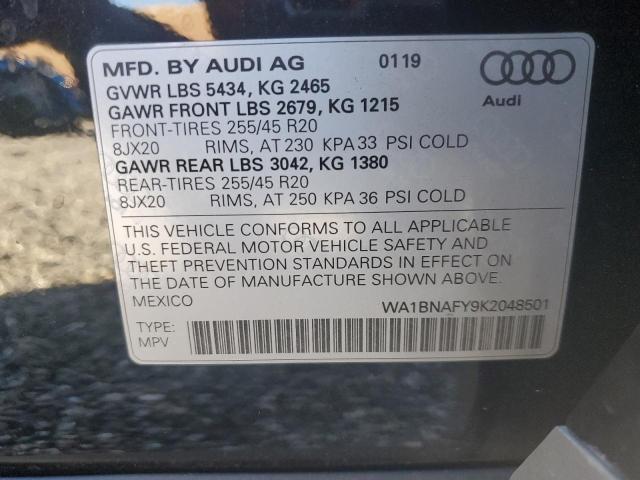 MFD. BY AUDI AG 0119
GVWR LBS 5434, KG 2465
GAWR FRONT LBS 2679, KG 1215
FRONT-TIRES 255/45 R20
8JX20 RIMS, AT 230 KPA 33 PSI COLD
GAWR REAR LBS 3042, KG 1380
REAR-TIRES 255/45 R20
8JX20 RIMS, AT 250 KPA 36 PSI COLD
Audi
THIS VEHICLE CONFORMS TO ALL APPLICABLE
U.S. FEDERAL MOTOR VEHICLE SAFETY AND
THEFT PREVENTION STANDARDS IN EFFECT ON
THE DATE OF MANUFACTURE SHOWN ABOVE.
MEXICO WA1BNAFY9K2048501
TYPE:
MPV